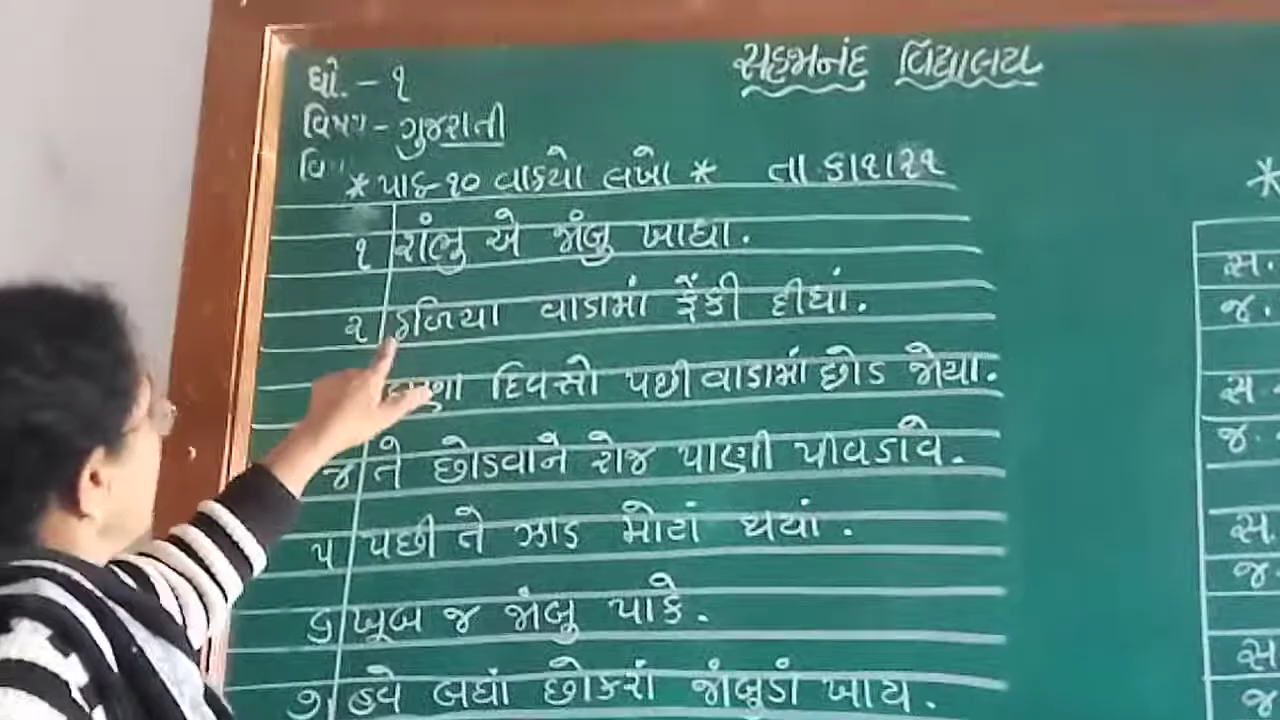 સહજાનંદ વિદ્યાલય
ધો. - ૧
વિષય - ગુજરાતી
* પાઠ-૧૦ વાક્યો લખો * તા
૧ શંભુ એ જાંબુ ખાધા.
૨ ઠળિયા વાડામાં ફેંકી દીધાં.
દિવસો પછી વાડામાં છોડ જોયા.
૪ તે છોડવાને રોજ પાણી પીવડાવે.
૫ પછી તે ઝાડ મોટાં થયાં.
૬ ખૂબ જ જાંબુ પાકે.
૭ હવે બધાં છોકરાં જાંબુડાં ખાય.
*
સ.
જ.
સ.
જ.
સ.
જ.
સ
જ